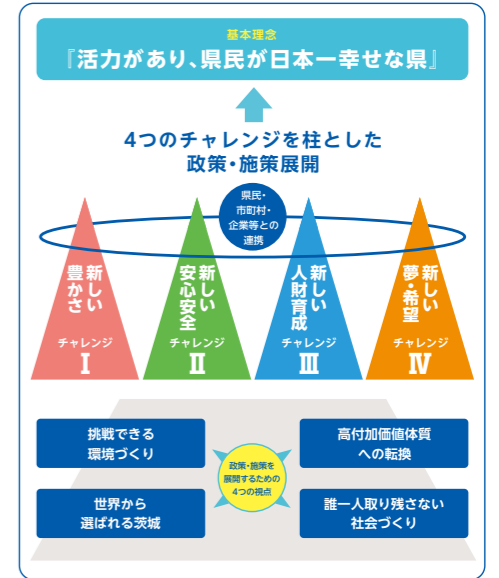 基本理念
『活力があり、県民が日本一幸せな県』
4つのチャレンジを柱とした
政策・施策展開
県民・
市町村・
企業等との
連携
新しい
豊かさ
チャレンジ
Ⅰ
新しい
安心安全
チャレンジ
Ⅱ
新しい
人財育成
チャレンジ
Ⅲ
新しい
夢・希望
チャレンジ
Ⅳ
挑戦できる
環境づくり
高付加価値体質
への転換
政策・施策を
展開するための
4つの視点
世界から
選ばれる茨城
誰一人取り残さない
社会づくり